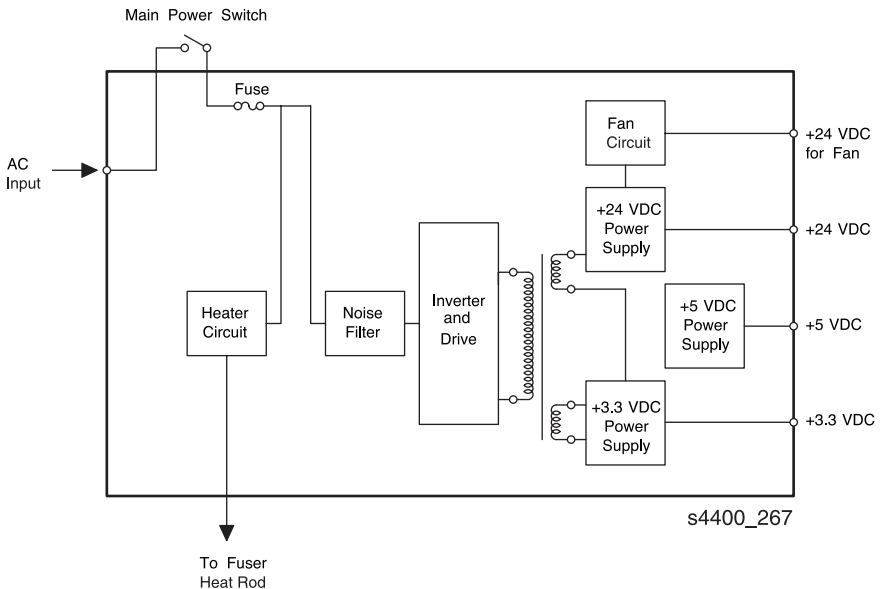 Main Power Switch
Fuse
AC
Input
Fan
Circuit
+24 VDC
for Fan
+24 VDC
Power
Supply
+24 VDC
Heater
Circuit
Noise
Filter
Inverter
and
Drive
+5 VDC
Power
Supply
+5 VDC
+3.3 VDC
Power
Supply
+3.3 VDC
s4400_267
To Fuser
Heat Rod